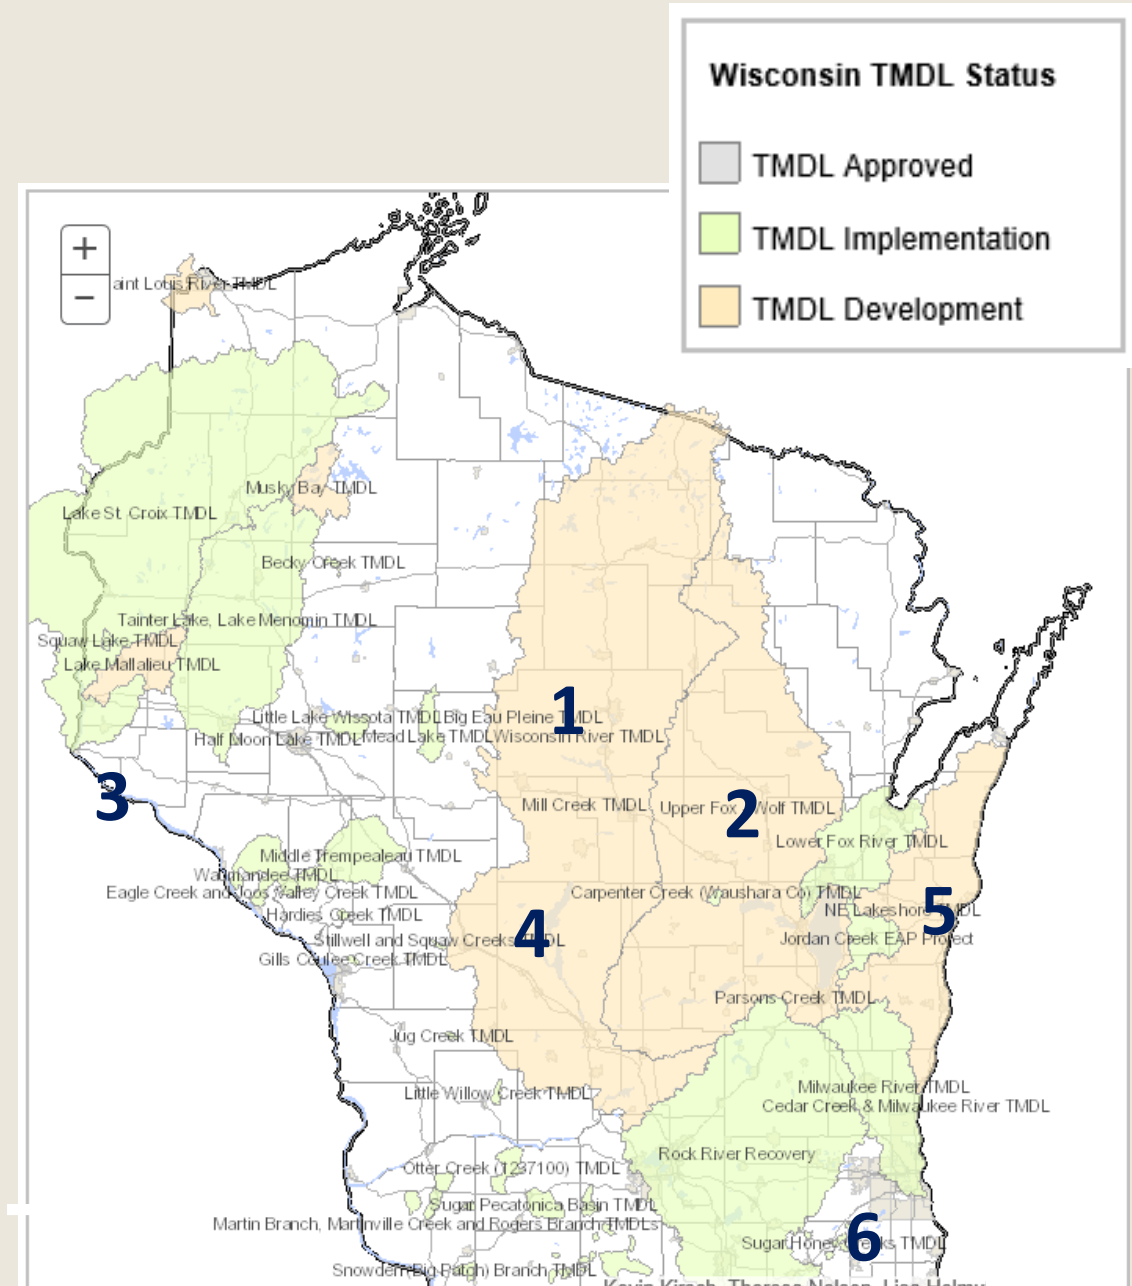 Wisconsin TMDL Status
TMDL Approved
TMDL Implementation
TMDL Development
+
−
aint Louis River TMDL
Musky Bay TMDL
Lake St. Croix TMDL
Becky Creek TMDL
Tainter Lake, Lake Menomin TMDL
Squaw Lake TMDL
Lake Mallalieu TMDL
1
Little Lake Wissota TMDL Big Eau Pleine TMDL
Half Moon Lake TMDL Mead Lake TMDL Wisconsin River TMDL
3
2
Mill Creek TMDL
Upper Fox Wolf TMDL
Lower Fox River TMDL
Middle Trempealeau TMDL
Waumandee TMDL
Eagle Creek and Joos Valley Creek TMDL
Carpenter Creek (Waushara Co) TMDL
5
NE Lakeshore TMDL
Hardies Creek TMDL
4
Stillwell and Squaw Creeks TMDL
Jordan Creek EAP Project
Gills Coulee Creek TMDL
Parsons Creek TMDL
Jug Creek TMDL
Little Willow Creek TMDL
Milwaukee River TMDL
Cedar Creek & Milwaukee River TMDL
Rock River Recovery
Otter Creek (1237100) TMDL
Sugar Pecatonica Basin TMDL
Martin Branch, Martinville Creek and Rogers Branch TMDLs
6
Sugar Honey Creeks TMDL
Snowden (Big Patch) Branch TMDL